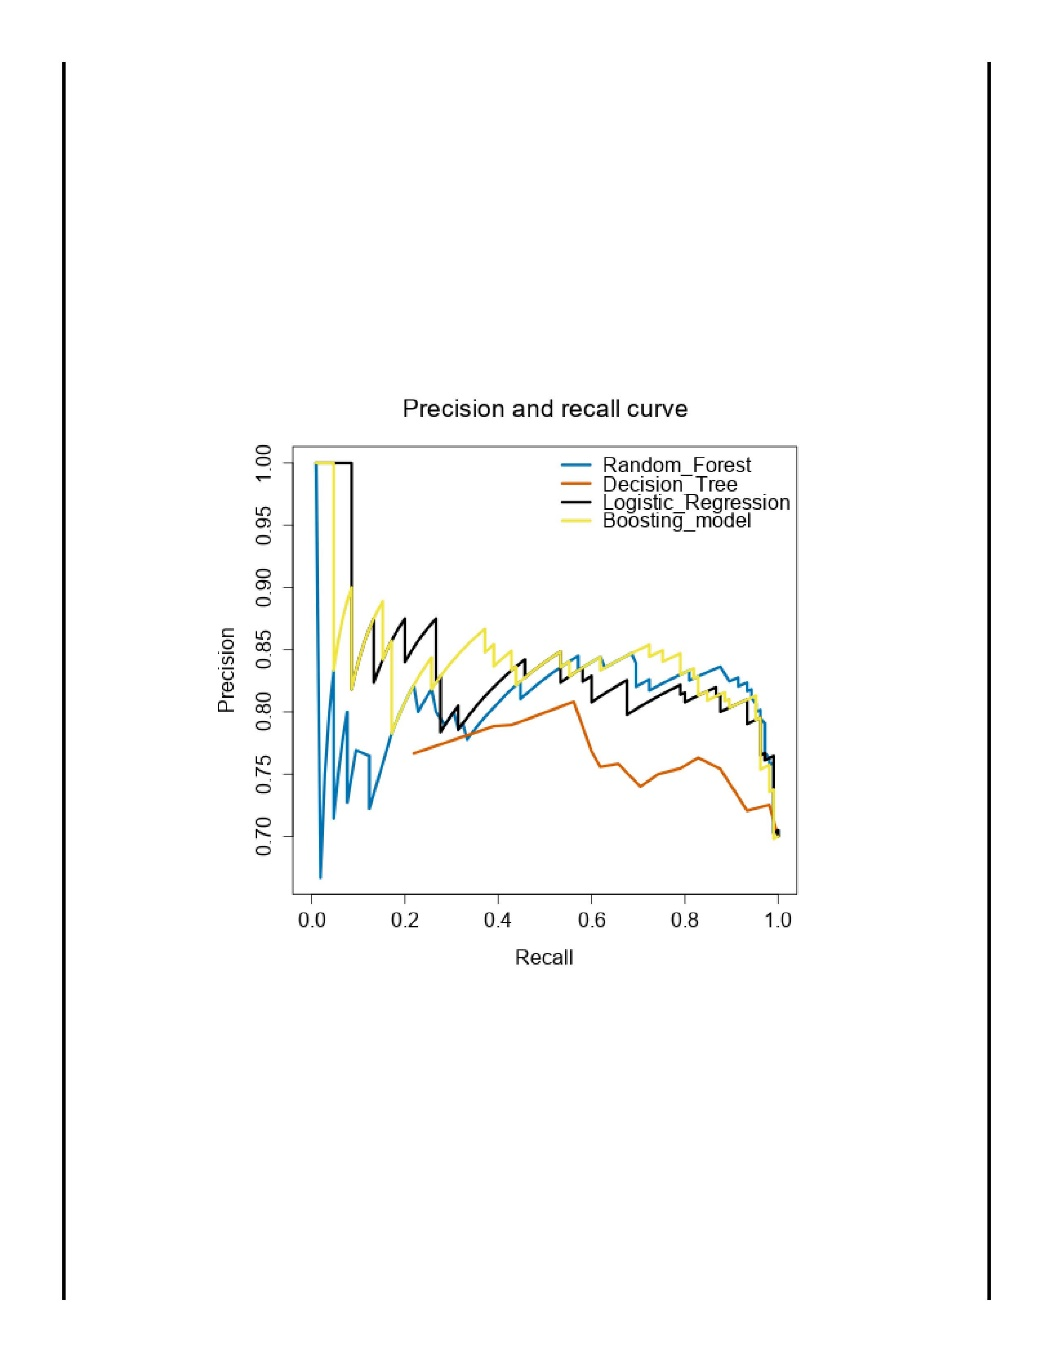 Precision and recall curve
Random_Forest
Decision_Tree
Logistic_Regression
Boosting_model
Precision
1.00
0.95
0.90
0.85
0.80
0.75
0.70
0.0 0.2 0.4 0.6 0.8 1.0
Recall